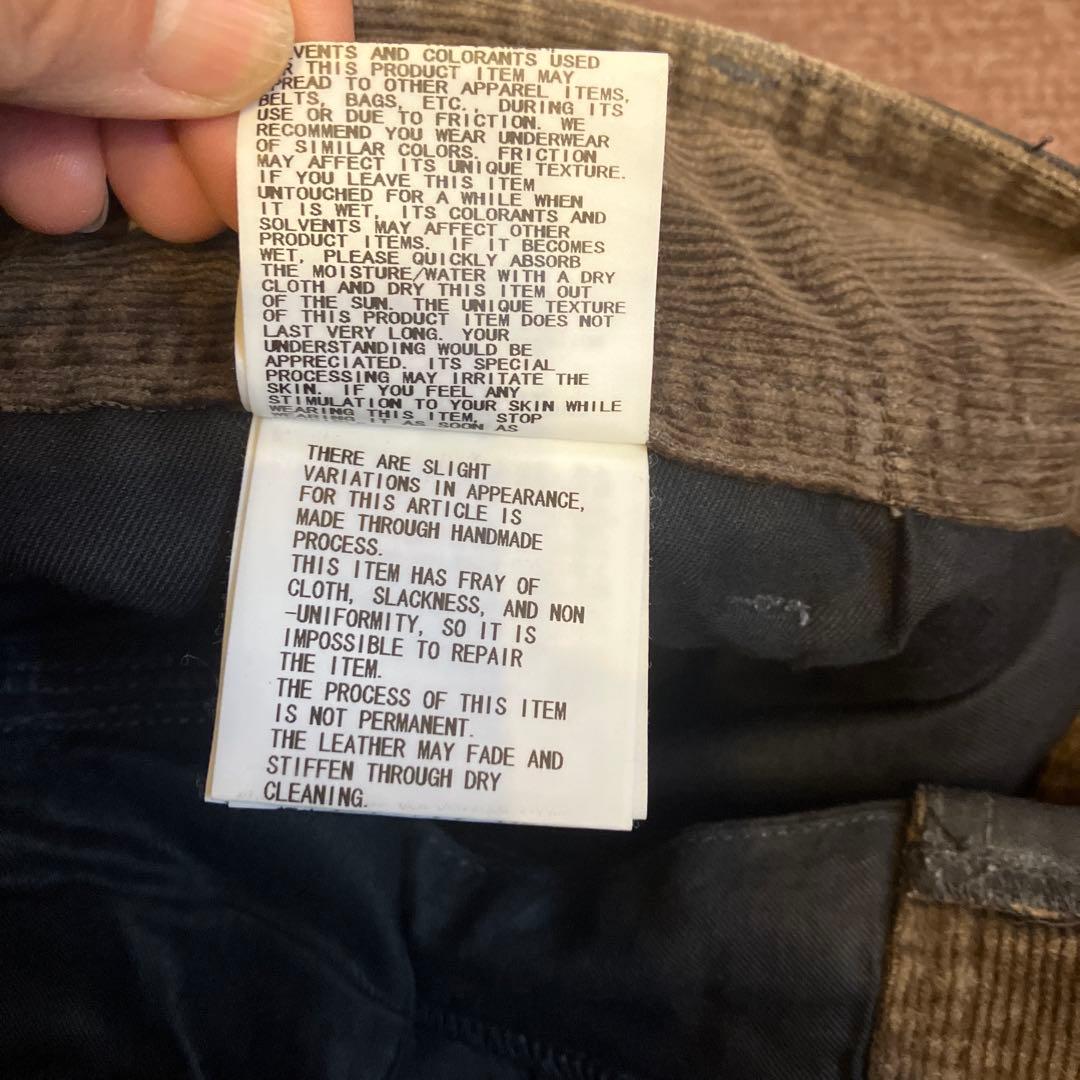 VENTS AND COLORANTS USED
THIS PRODUCT ITEM MAY
SPREAD TO OTHER APPAREL ITEMS,
BELTS, BAGS, ETC., DURING ITS
USE OR DUE TO FRICTION. WE
RECOMMEND YOU WEAR UNDERWEAR
OF SIMILAR COLORS. FRICTION
MAY AFFECT ITS UNIQUE TEXTURE.
IF YOU LEAVE THIS ITEM
UNTOUCHED FOR A WHILE WHEN
IT IS WET, ITS COLORANTS AND
SOLVENTS MAY AFFECT OTHER
PRODUCT ITEMS. IF IT BECOMES
WET, PLEASE QUICKLY ABSORB
THE MOISTURE/WATER WITH A DRY
CLOTH AND DRY THIS ITEM OUT
OF THE SUN. THE UNIQUE TEXTURE
OF THIS PRODUCT ITEM DOES NOT
LAST VERY LONG. YOUR
UNDERSTANDING WOULD BE
APPRECIATED. ITS SPECIAL
PROCESSING MAY IRRITATE THE
SKIN. IF YOU FEEL ANY
STIMULATION TO YOUR SKIN WHILE
WEARING THIS ITEM, STOP
WEARING IT AS SOON AS
THERE ARE SLIGHT
VARIATIONS IN APPEARANCE,
FOR THIS ARTICLE IS
MADE THROUGH HANDMADE
PROCESS.
THIS ITEM HAS FRAY OF
CLOTH, SLACKNESS, AND NON
-UNIFORMITY, SO IT IS
IMPOSSIBLE TO REPAIR
THE ITEM.
THE PROCESS OF THIS ITEM
IS NOT PERMANENT.
THE LEATHER MAY FADE AND
STIFFEN THROUGH DRY
CLEANING.